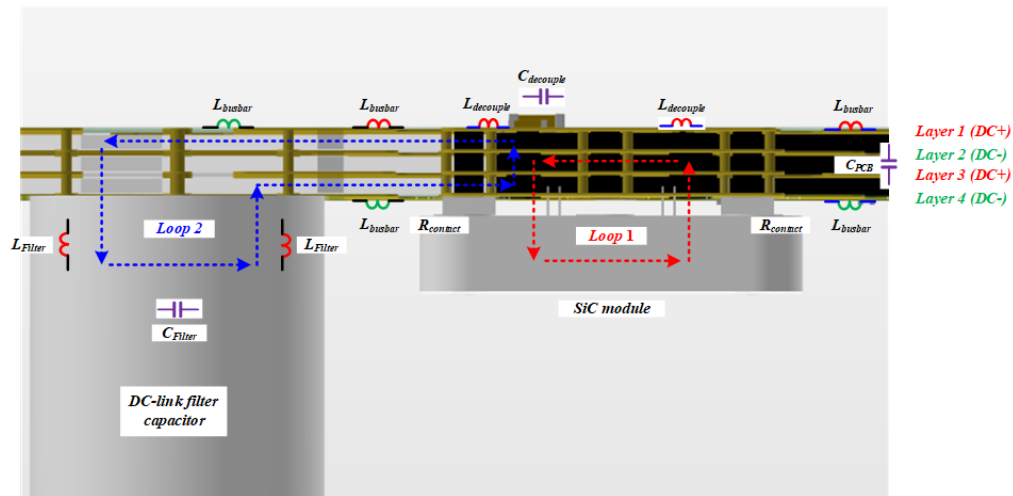 C_decouple
L_busbar
L_busbar
L_decouple
L_decouple
L_busbar
Layer 1 (DC+)
Layer 2 (DC-)
C_PCB
Layer 3 (DC+)
Layer 4 (DC-)
L_busbar
L_busbar
R_contact
R_contact
Loop 2
Loop 1
L_Filter
L_Filter
SiC module
C_Filter
DC-link filter
capacitor